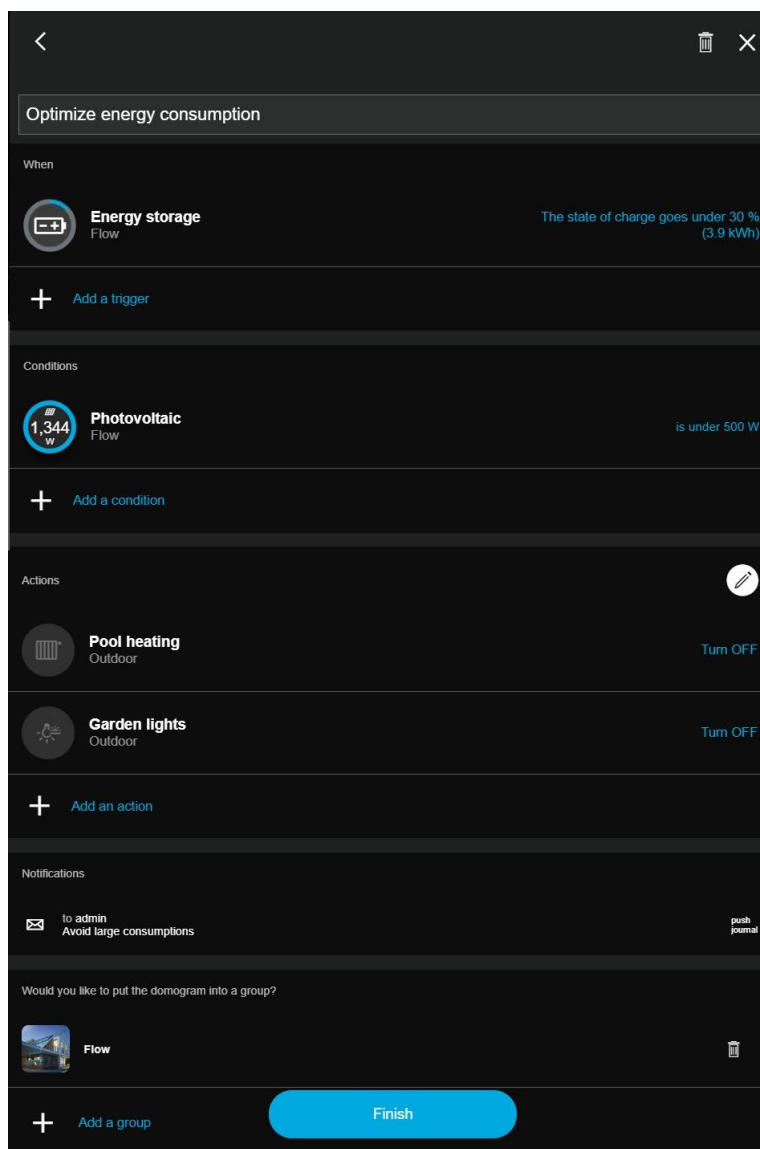 Optimize energy consumption
When
Energy storage
Flow
The state of charge goes under 30 %
(3.9 kWh)
Add a trigger
Conditions
1,344
W
Photovoltaic
Flow
is under 500 W
Add a condition
Actions
Pool heating
Outdoor
Turn OFF
Garden lights
Outdoor
Turn OFF
Add an action
Notifications
to admin
Avoid large consumptions
push
journal
Would you like to put the domogram into a group?
Flow
Add a group
Finish